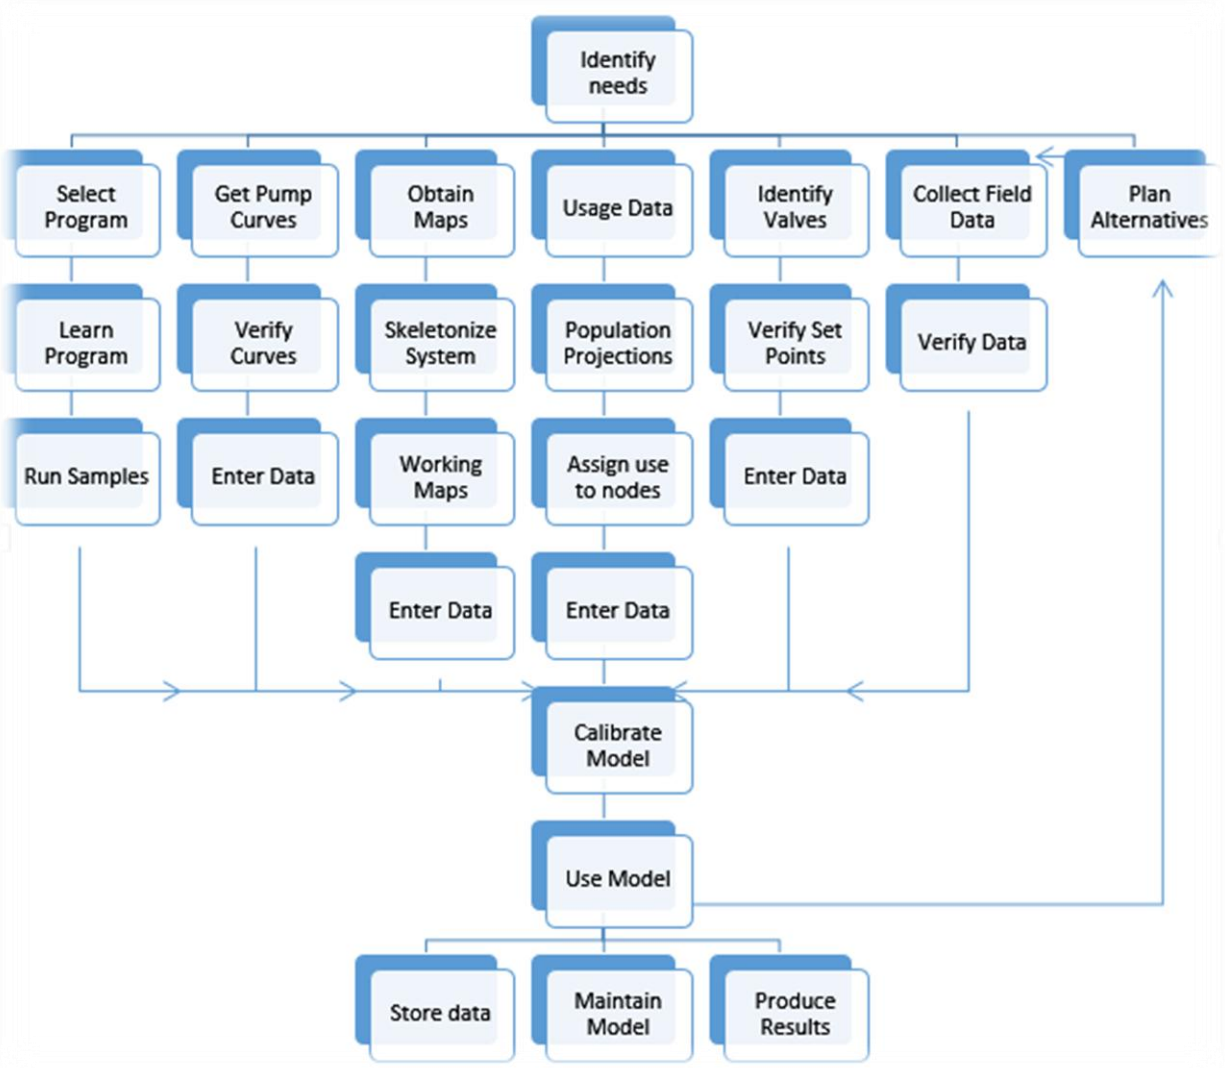 Identify
needs
Select
Program
Get Pump
Curves
Obtain
Maps
Usage Data
Identify
Valves
Collect Field
Data
Plan
Alternatives
Learn
Program
Verify
Curves
Skeletonize
System
Population
Projections
Verify Set
Points
Verify Data
Run Samples
Enter Data
Working
Maps
Assign use
to nodes
Enter Data
Enter Data
Enter Data
Calibrate
Model
Use Model
Store data
Maintain
Model
Produce
Results